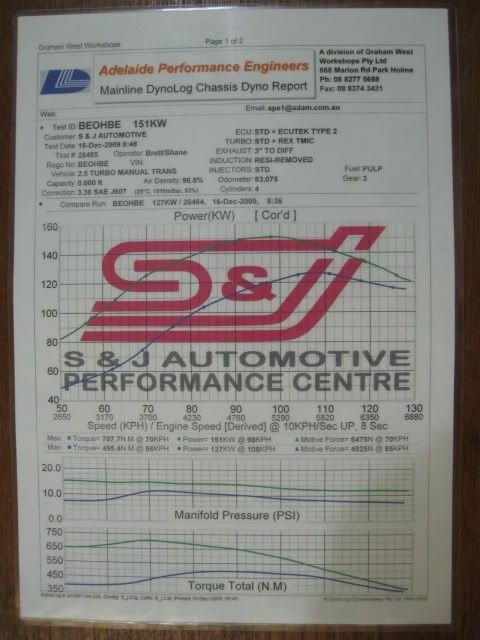 Graham West Workshops
Page 1 of 2
Adelaide Performance Engineers
Mainline DynoLog Chassis Dyno Report
A division of Graham West
Workshops Pty Ltd
668 Marion Rd Park Holme
Ph: 08 8277 5688
Fax: 08 8374 3431
Web:
Email: ape1@adam.com.au
Test ID: BEOHBE 151KW
Customer: S & J AUTOMOTIVE
Test Date: 16-Dec-2009 8:48
Test # 26465 Operator: Brett/Shane
Rego No: BEOHBE VIN:
Vehicle: 2.5 TURBO MANUAL TRANS
Capacity: 0.000 lt Air Density: 96.8%
Correction: 3.36 SAE J607 (26°C, 1016mBar, 52%)
ECU: STD + ECUTEK TYPE 2
TURBO: STD + REX TMIC
EXHAUST: 3" TO DIFF
INDUCTION: RESI-REMOVED
INJECTORS: STD Fuel: PULP
Odometer: 83,075 Gear: 3
Cylinders: 4
Compare Run: BEOHBE 127KW / 26464, 16-Dec-2009, 8:36
Power(KW) [ Cor'd ]
160
140
120
100
80
60
40
S&J
S & J AUTOMOTIVE
PERFORMANCE CENTRE
50 60 70 80 90 100 110 120 130
2650 3170 3700 4230 4760 5290 5820 6350 6880
Speed (KPH) / Engine Speed [Derived] @ 10KPH/Sec UP, 8 Sec
Max: Torque= 707.7N.M @ 70KPH Power= 151KW @ 98KPH Motive Force= 6475N @ 70KPH
Max: Torque= 495.4N.M @ 85KPH Power= 127KW @ 108KPH Motive Force= 4525N @ 85KPH
20.0
10.0
0.0
Manifold Pressure (PSI)
750
650
550
450
350
Torque Total (N.M)